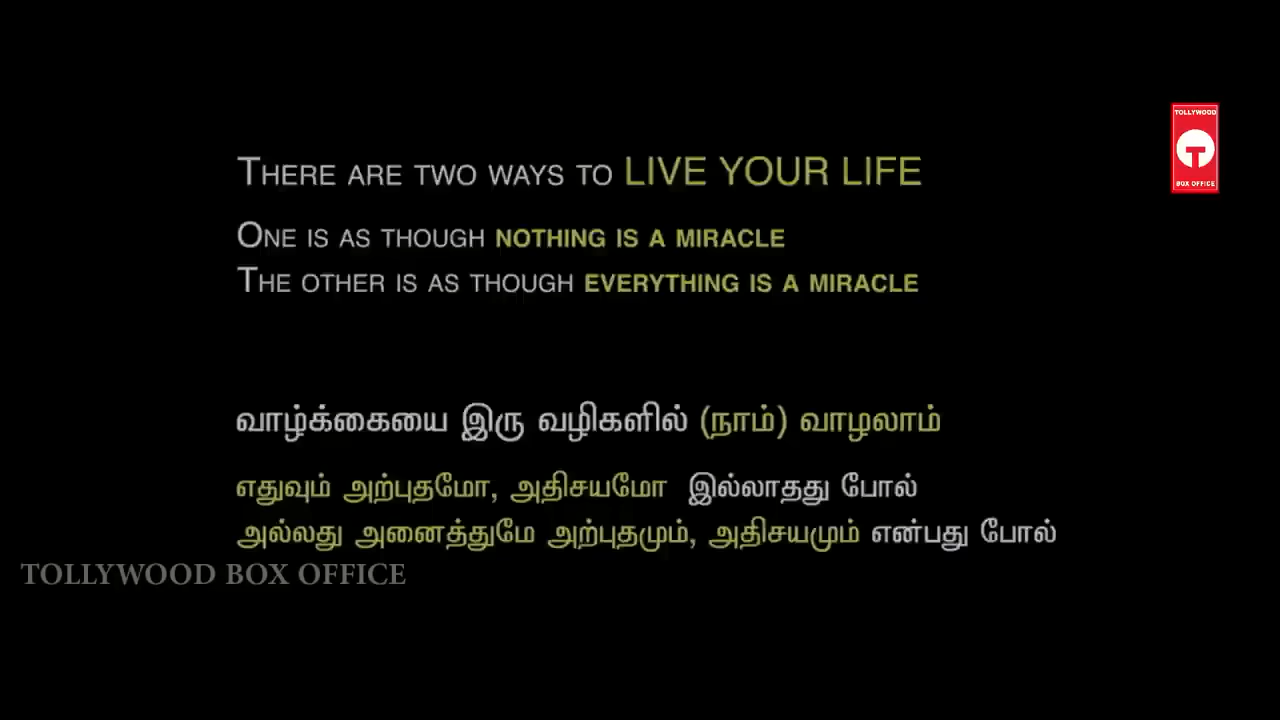 TOLLYWOOD
T
BOX OFFICE
THERE ARE TWO WAYS TO LIVE YOUR LIFE
ONE IS AS THOUGH NOTHING IS A MIRACLE
THE OTHER IS AS THOUGH EVERYTHING IS A MIRACLE
வாழ்க்கையை இரு வழிகளில் (நாம்) வாழலாம்
எதுவும் அற்புதமோ, அதிசயமோ இல்லாதது போல்
அல்லது அனைத்துமே அற்புதமும், அதிசயமும் என்பது போல்
TOLLYWOOD BOX OFFICE